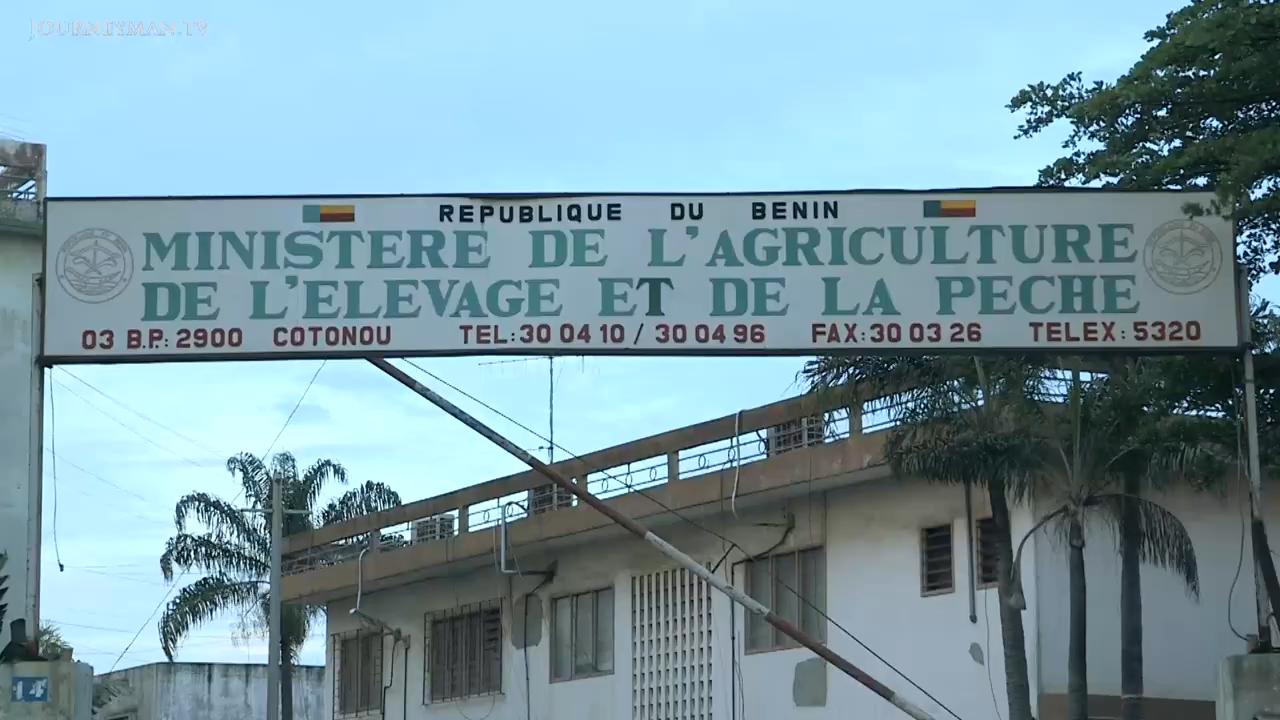 JOURNEYMAN.TV
REPUBLIQUE DU BENIN
MINISTERE DE L'AGRICULTURE
DE L'ELEVAGE ET DE LA PECHE
03 B.P.: 2900 COTONOU TEL: 30 04 10 / 30 04 96 FAX: 30 03 26 TELEX: 5320
14